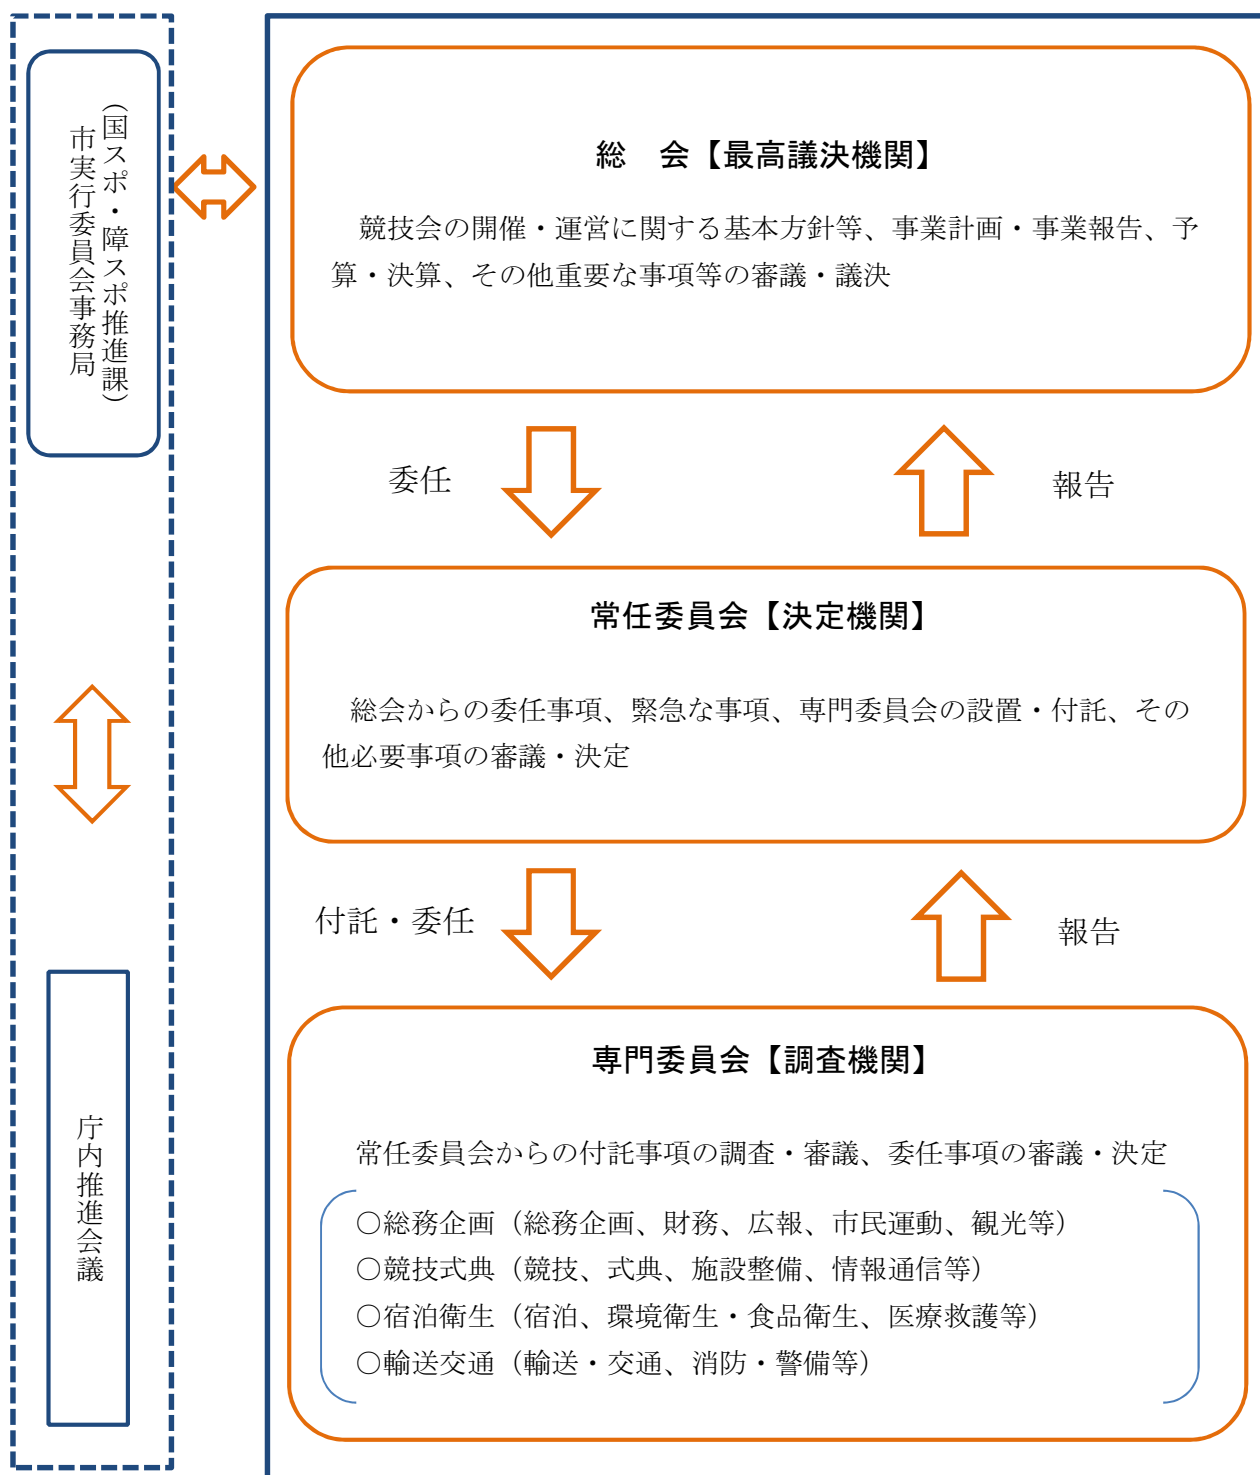 市実行委員会事務局
（国スポ・障スポ推進課）
庁内推進会議
総　会【最高議決機関】
競技会の開催・運営に関する基本方針等、事業計画・事業報告、予
算・決算、その他重要な事項等の審議・議決
委任
報告
常任委員会【決定機関】
総会からの委任事項、緊急な事項、専門委員会の設置・付託、その
他必要事項の審議・決定
付託・委任
報告
専門委員会【調査機関】
常任委員会からの付託事項の調査・審議、委任事項の審議・決定
○総務企画（総務企画、財務、広報、市民運動、観光等）
○競技式典（競技、式典、施設整備、情報通信等）
○宿泊衛生（宿泊、環境衛生・食品衛生、医療救護等）
○輸送交通（輸送・交通、消防・警備等）